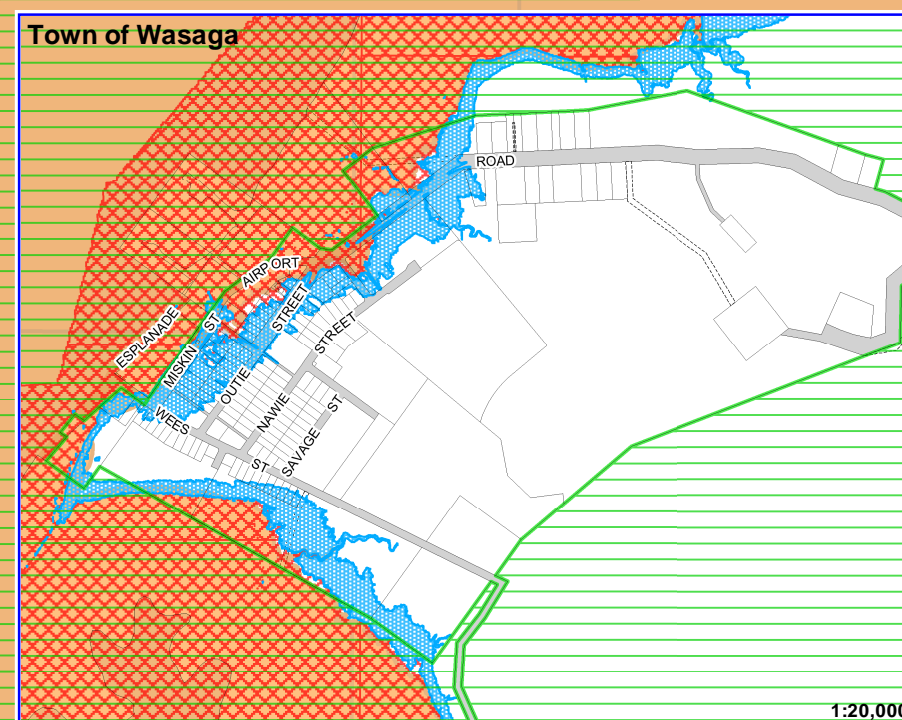 Town of Wasaga
ROAD
AIRPORT
STREET
ESPLANADE
MISKIN ST
STREET
OUTIE
NAWIE
ST
WEES
SAVAGE
ST
1:20,000